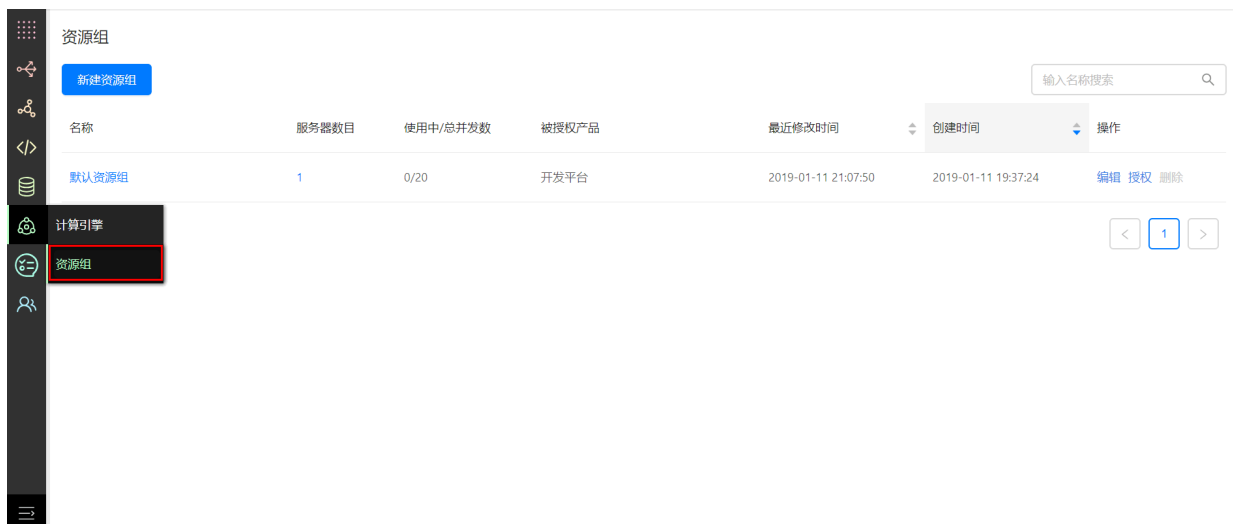 资源组
新建资源组
输入名称搜索
名称 服务器数目 使用中/总并发数 被授权产品 最近修改时间 创建时间 操作
默认资源组 1 0/20 开发平台 2019-01-11 21:07:50 2019-01-11 19:37:24 编辑 授权 删除
计算引擎
< 1 >
资源组